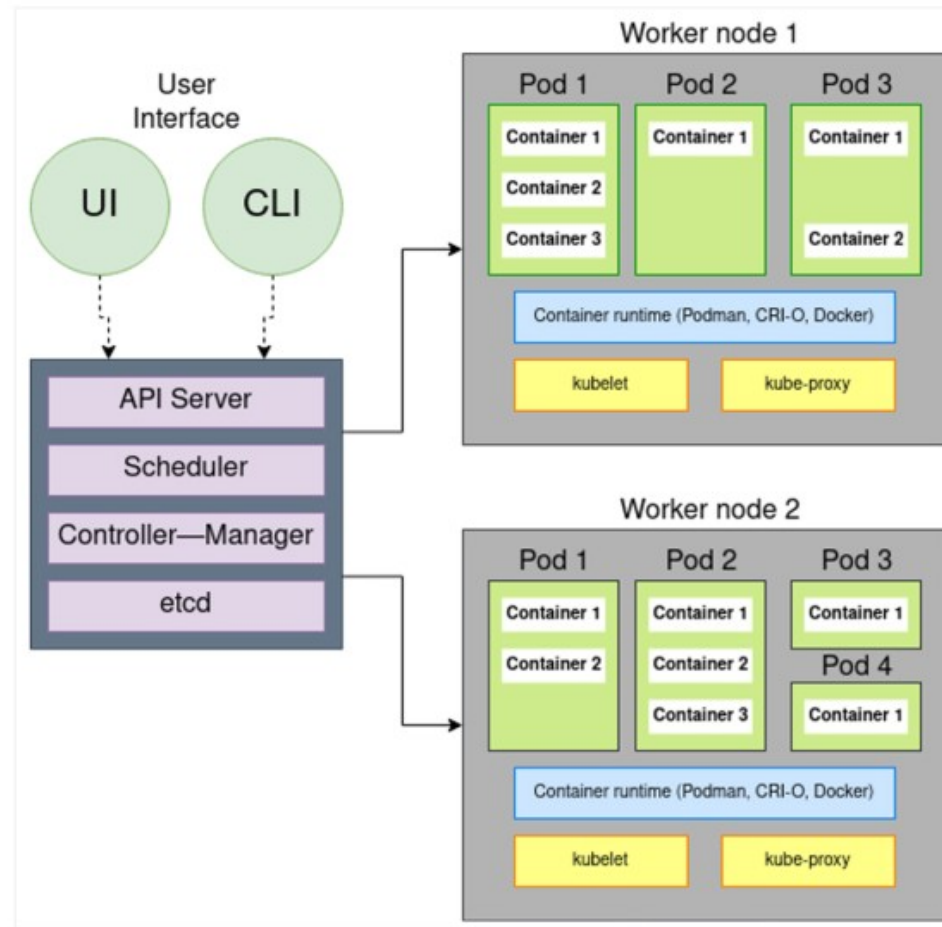 User
Interface
UI
CLI
API Server
Scheduler
Controller—Manager
etcd
Worker node 1
Pod 1
Pod 2
Pod 3
Container 1
Container 1
Container 1
Container 2
Container 3
Container 2
Container runtime (Podman, CRI-O, Docker)
kubelet
kube-proxy
Worker node 2
Pod 1
Pod 2
Pod 3
Container 1
Container 1
Container 1
Container 2
Container 2
Pod 4
Container 3
Container 1
Container runtime (Podman, CRI-O, Docker)
kubelet
kube-proxy